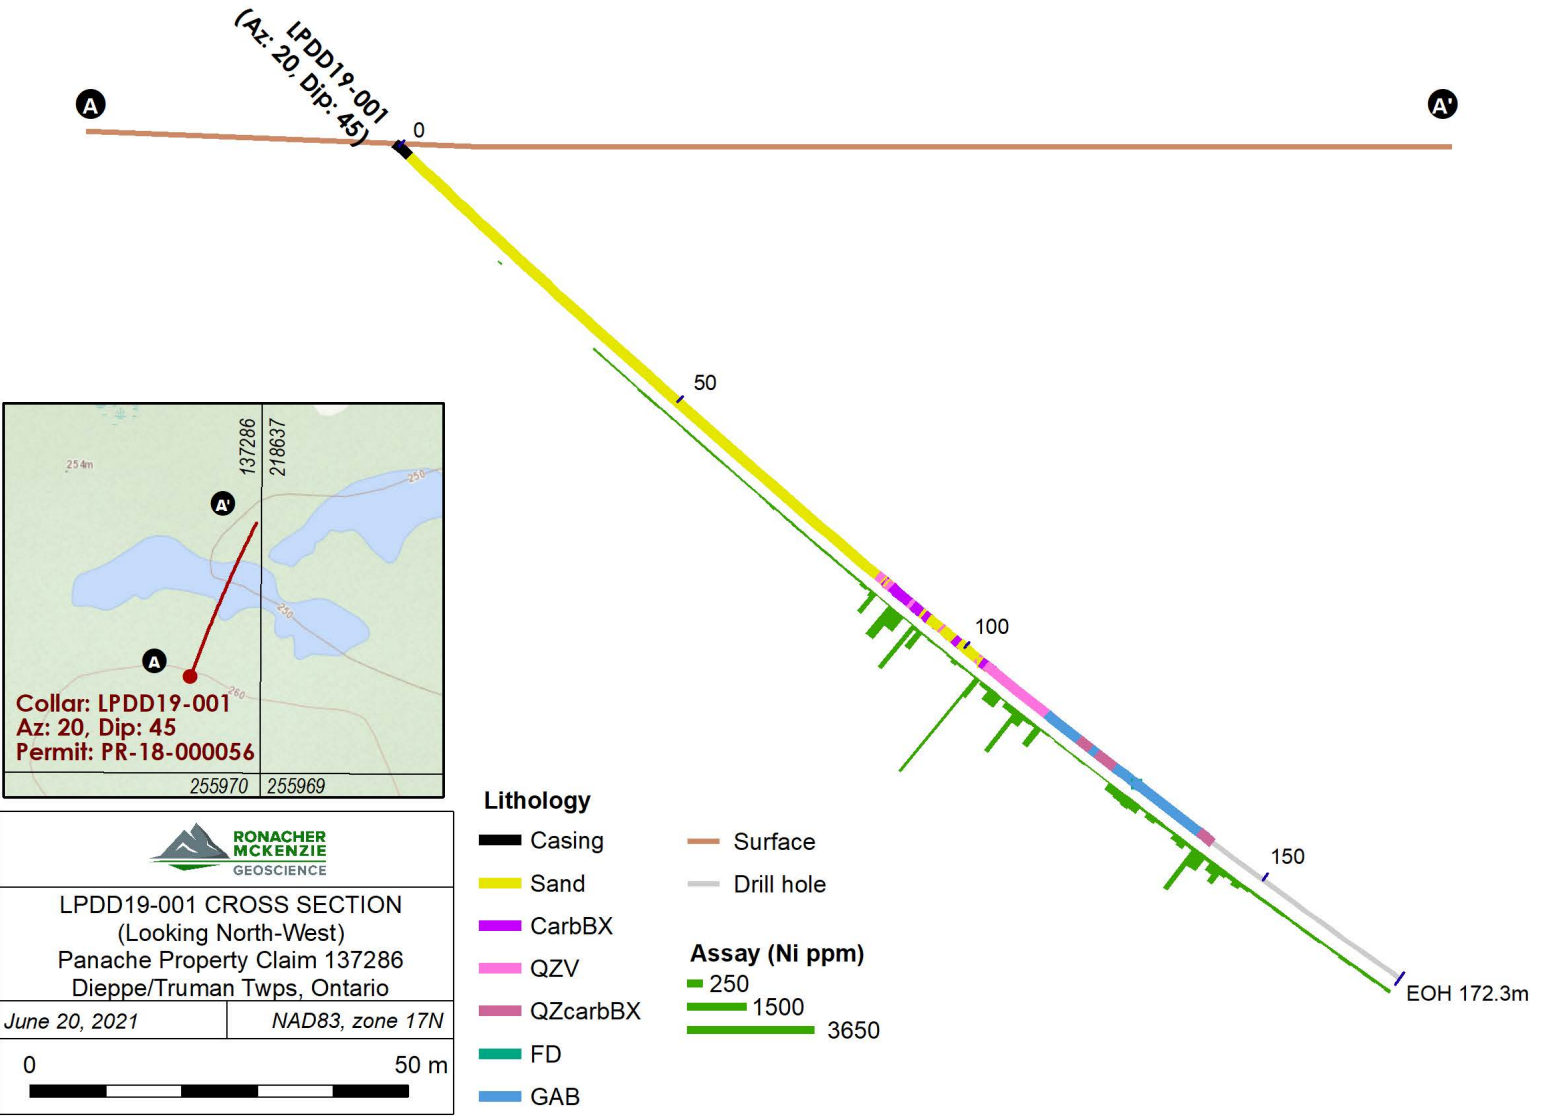 LPDD19-001
(Az: 20, Dip: 45)
A
A'
0
50
100
150
EOH 172.3m
137286
218637
254m
250
A'
250
A
260
Collar: LPDD19-001
Az: 20, Dip: 45
Permit: PR-18-000056
255970
255969
RONACHER
MCKENZIE
GEOSCIENCE
LPDD19-001 CROSS SECTION
(Looking North-West)
Panache Property Claim 137286
Dieppe/Truman Twps, Ontario
June 20, 2021
NAD83, zone 17N
0 50 m
Lithology
Casing
Sand
CarbBX
QZV
QZcarbBX
FD
GAB
Surface
Drill hole
Assay (Ni ppm)
250
1500
3650